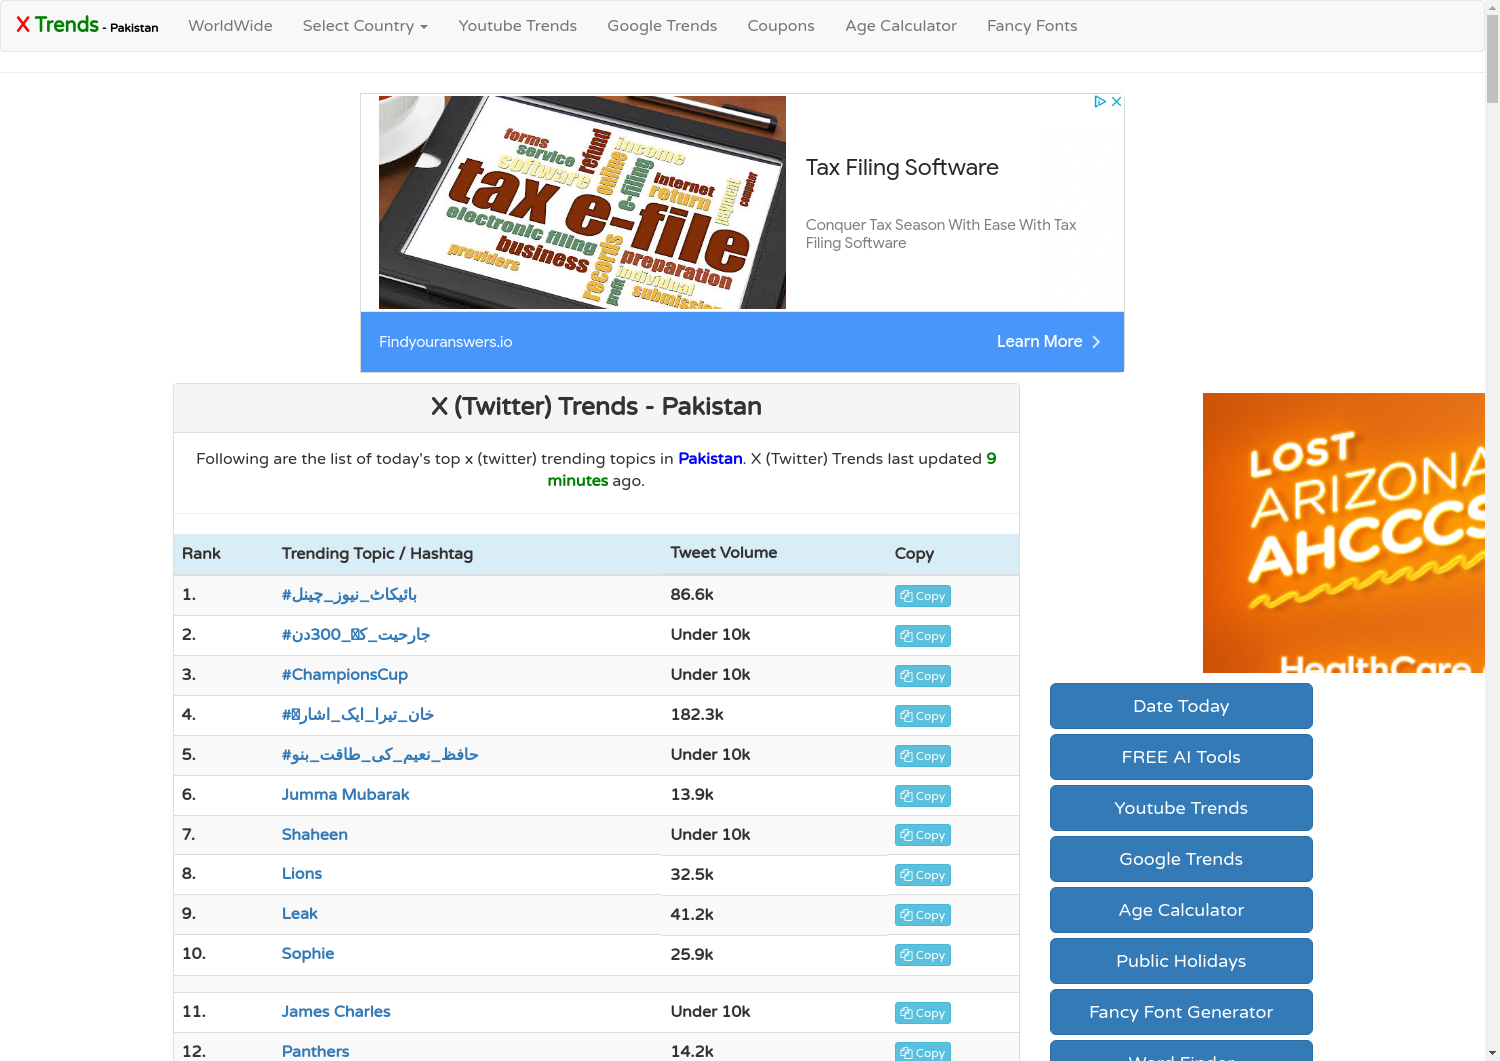 X Trends - Pakistan
WorldWide
Select Country
Youtube Trends
Google Trends
Coupons
Age Calculator
Fancy Fonts
forms
service
software
refund
online
income
e-filing
internet
return
payment
computer
tax e-file
electronic filing
business
providers
records
profit
preparation
individual
submission
Tax Filing Software
Conquer Tax Season With Ease With Tax
Filing Software
Findyouranswers.io
Learn More
X (Twitter) Trends - Pakistan
Following are the list of today's top x (twitter) trending topics in Pakistan. X (Twitter) Trends last updated 9
minutes ago.
Rank Trending Topic / Hashtag Tweet Volume Copy
1. #بائیکاٹ_نیوز_چینل 86.6k Copy
2. #جارحیت_کے_300دن Under 10k Copy
3. #ChampionsCup Under 10k Copy
4. #خان_تیرا_ایک_اشارہ 182.3k Copy
5. #حافظ_نعیم_کی_طاقت_بنو Under 10k Copy
6. Jumma Mubarak 13.9k Copy
7. Shaheen Under 10k Copy
8. Lions 32.5k Copy
9. Leak 41.2k Copy
10. Sophie 25.9k Copy
11. James Charles Under 10k Copy
12. Panthers 14.2k Copy
LOST
ARIZONA
AHCCCS
HealthCare
Date Today
FREE AI Tools
Youtube Trends
Google Trends
Age Calculator
Public Holidays
Fancy Font Generator
Word Finder